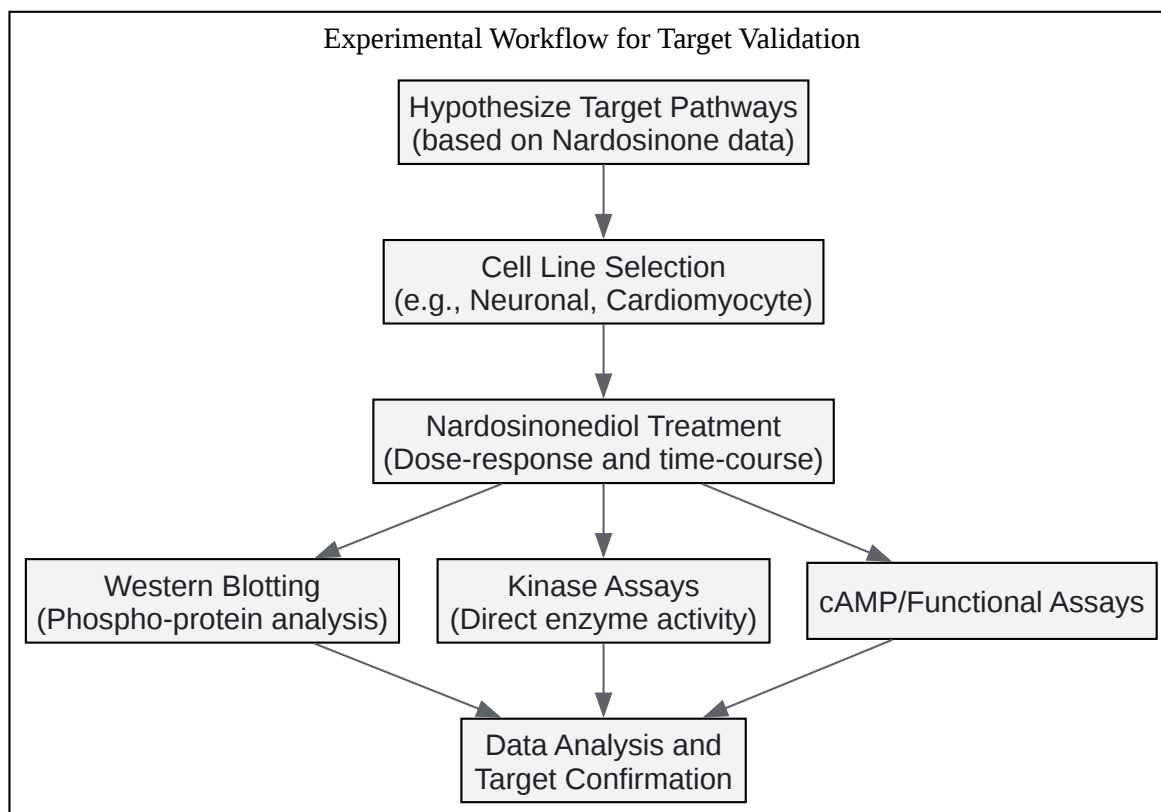 Experimental Workflow for Target Validation
Hypothesize Target Pathways
(based on Nardosinone data)
Cell Line Selection
(e.g., Neuronal, Cardiomyocyte)
Nardosinonediol Treatment
(Dose-response and time-course)
Western Blotting
(Phospho-protein analysis)
Kinase Assays
(Direct enzyme activity)
cAMP/Functional Assays
Data Analysis and
Target Confirmation